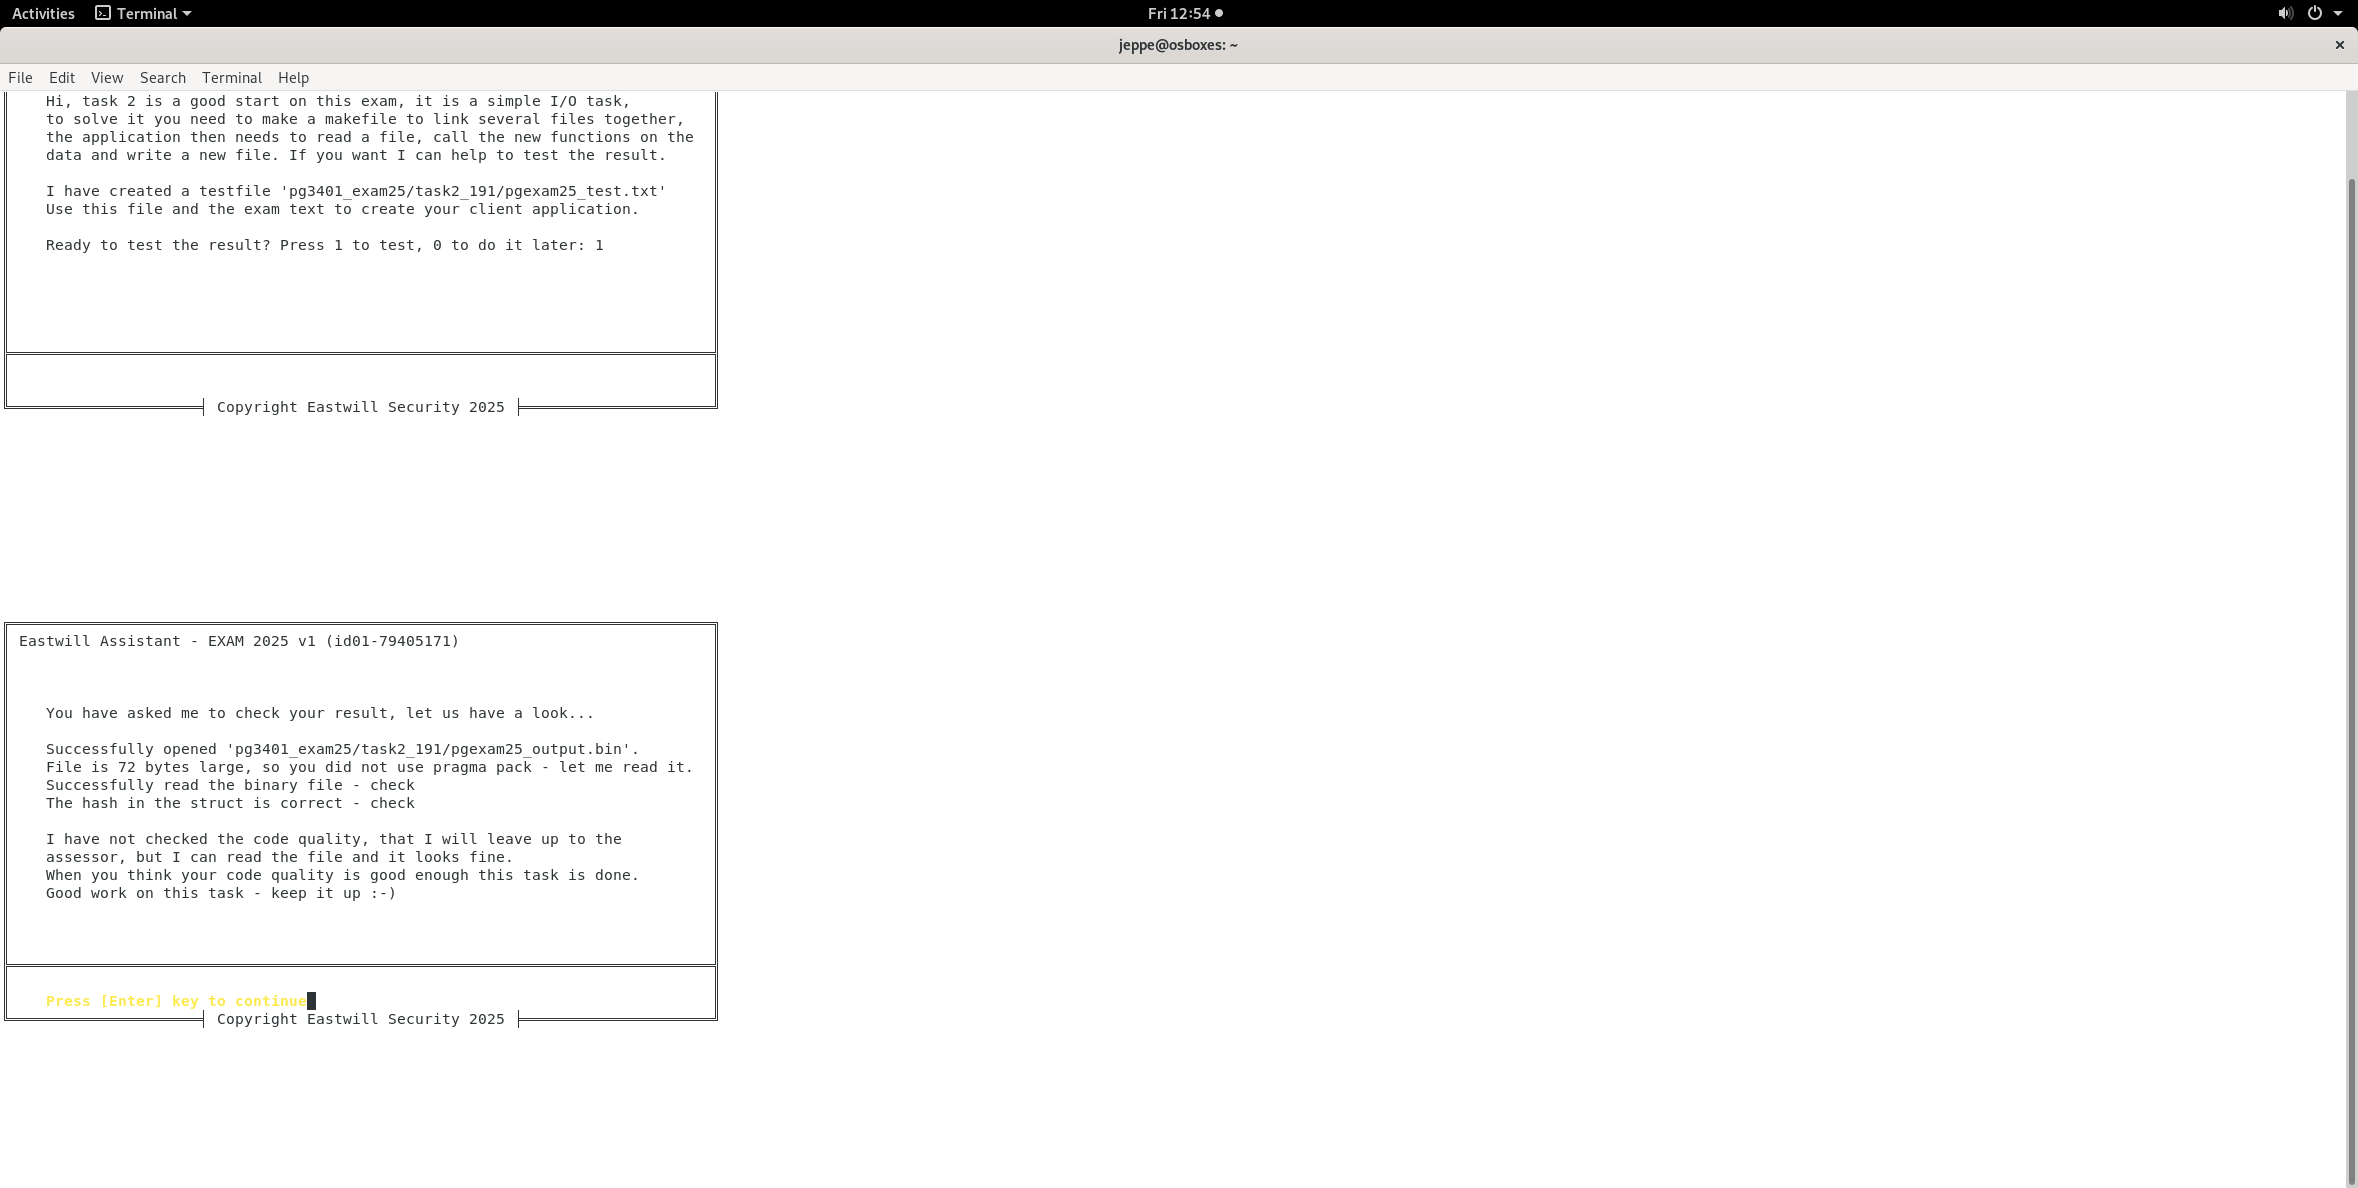 Activities Terminal Fri 12:54
jeppe@osboxes: ~
File Edit View Search Terminal Help
Hi, task 2 is a good start on this exam, it is a simple I/O task,
to solve it you need to make a makefile to link several files together,
the application then needs to read a file, call the new functions on the
data and write a new file. If you want I can help to test the result.
I have created a testfile 'pg3401_exam25/task2_191/pgexam25_test.txt'
Use this file and the exam text to create your client application.
Ready to test the result? Press 1 to test, 0 to do it later: 1
Copyright Eastwill Security 2025
Eastwill Assistant - EXAM 2025 v1 (id01-79405171)
You have asked me to check your result, let us have a look...
Successfully opened 'pg3401_exam25/task2_191/pgexam25_output.bin'.
File is 72 bytes large, so you did not use pragma pack - let me read it.
Successfully read the binary file - check
The hash in the struct is correct - check
I have not checked the code quality, that I will leave up to the
assessor, but I can read the file and it looks fine.
When you think your code quality is good enough this task is done.
Good work on this task - keep it up :-)
Press [Enter] key to continue
Copyright Eastwill Security 2025